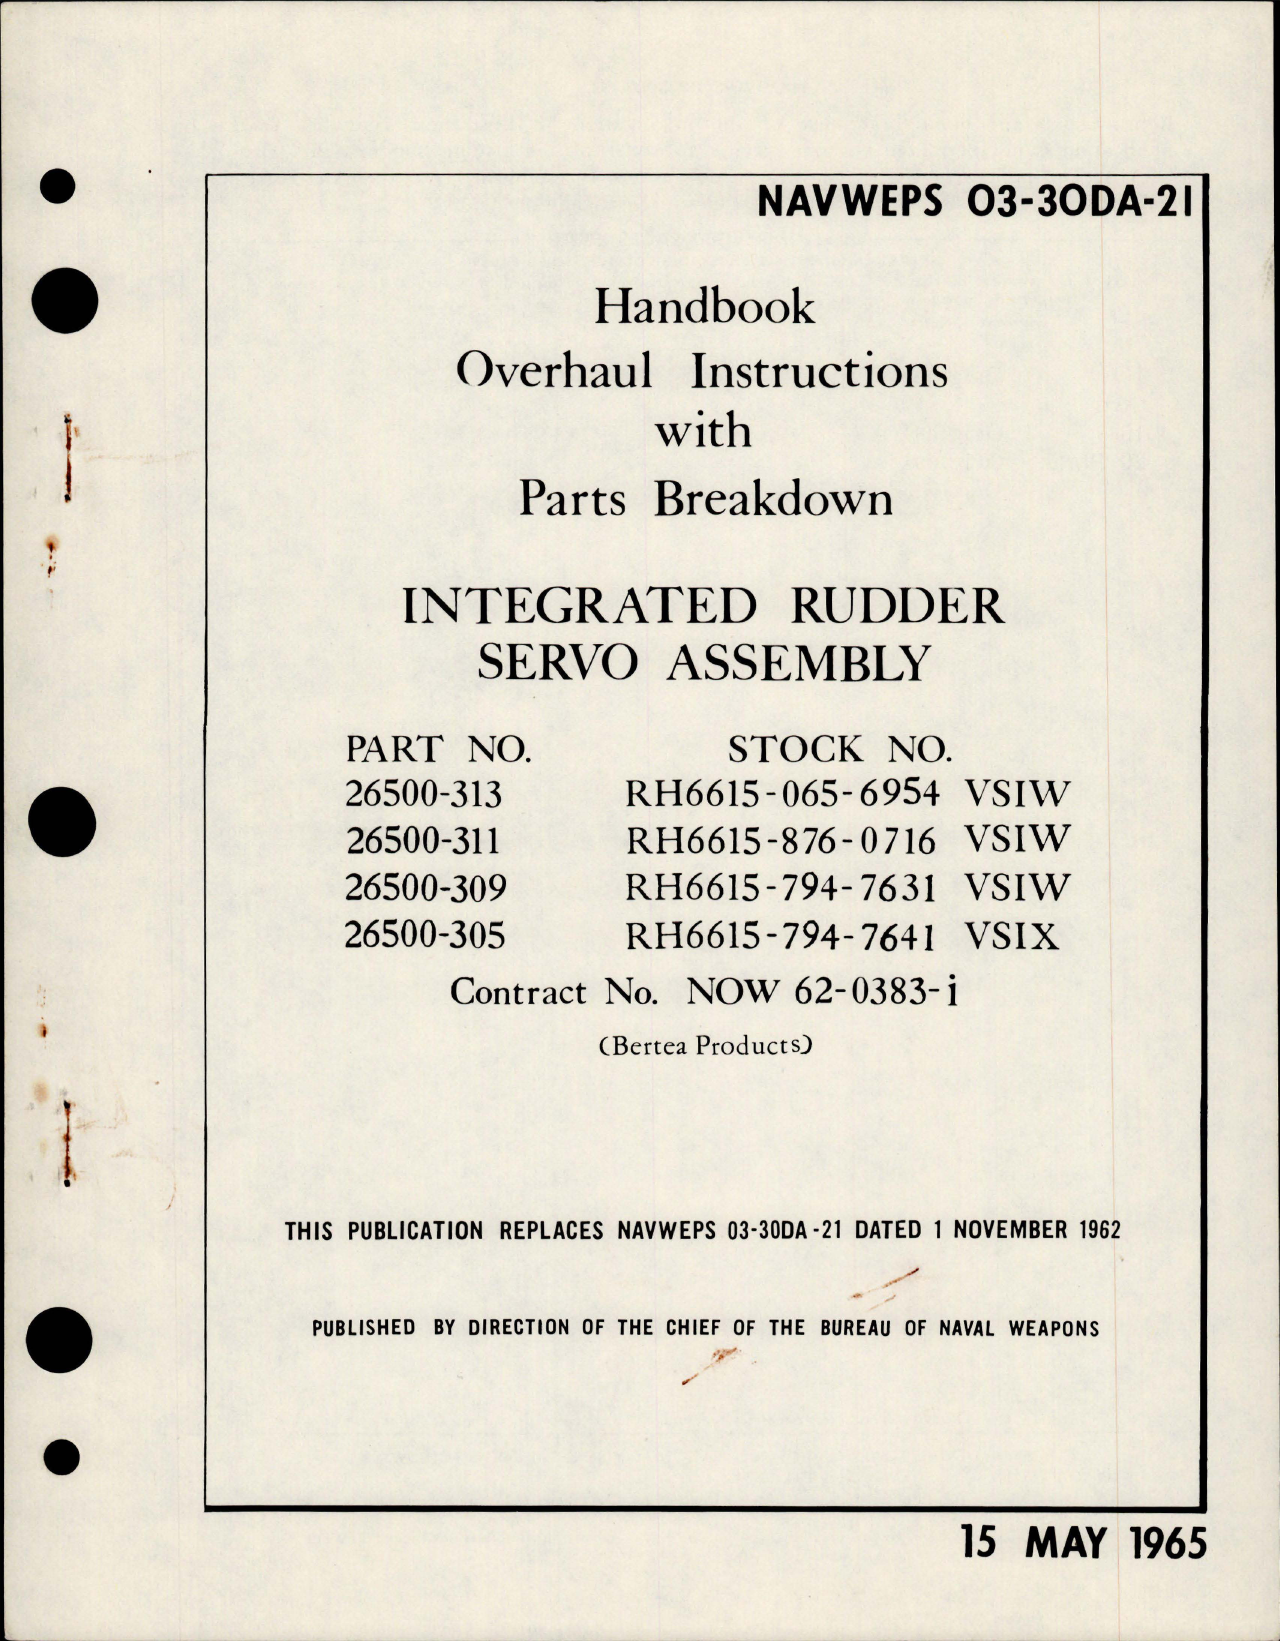 NAVWEPS 03-30DA-21
Handbook
Overhaul Instructions
with
Parts Breakdown
INTEGRATED RUDDER
SERVO ASSEMBLY
PART NO. STOCK NO.
26500-313 RH6615-065-6954 VSIW
26500-311 RH6615-876-0716 VSIW
26500-309 RH6615-794-7631 VSIW
26500-305 RH6615-794-7641 VSIX
Contract No. NOW 62-0383-i
(Bertea Products)
THIS PUBLICATION REPLACES NAVWEPS 03-30DA-21 DATED 1 NOVEMBER 1962
PUBLISHED BY DIRECTION OF THE CHIEF OF THE BUREAU OF NAVAL WEAPONS
15 MAY 1965